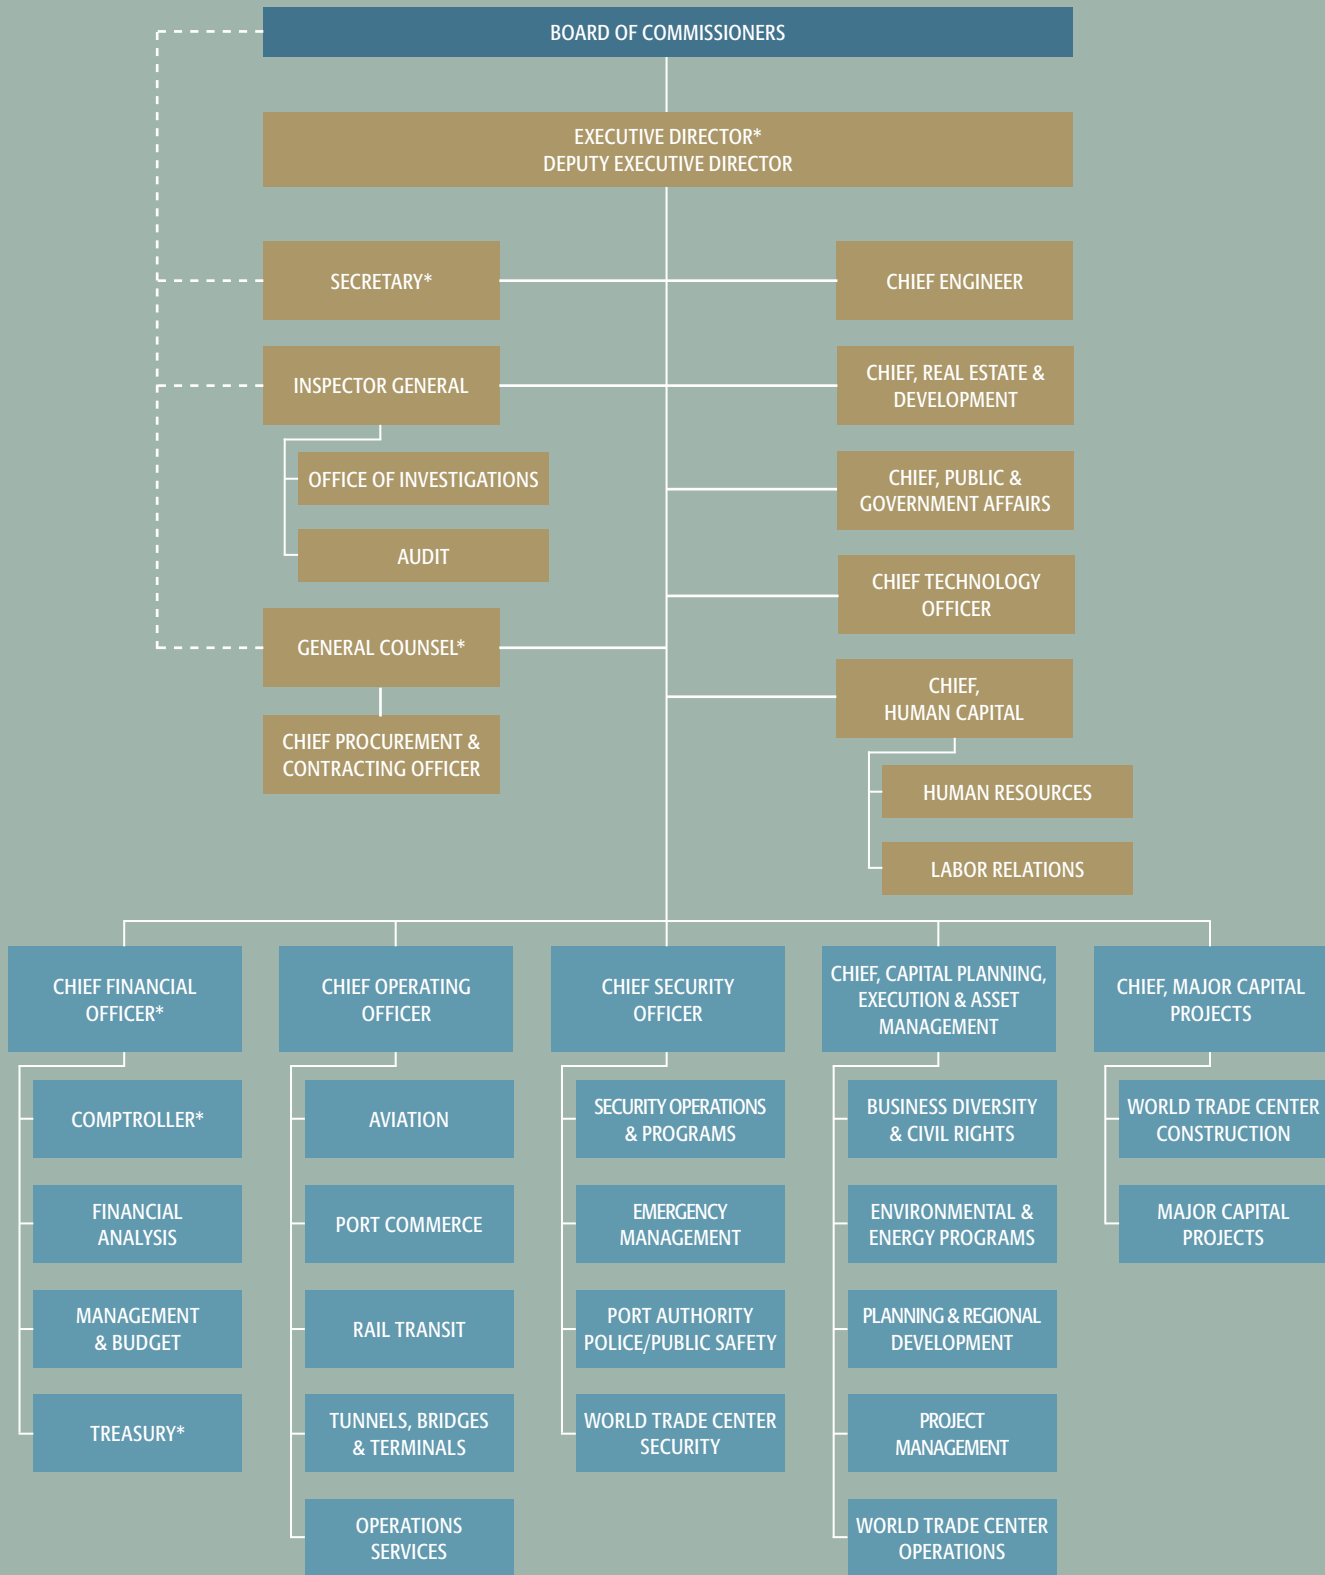 BOARD OF COMMISSIONERS
EXECUTIVE DIRECTOR*
DEPUTY EXECUTIVE DIRECTOR
SECRETARY*
CHIEF ENGINEER
INSPECTOR GENERAL
CHIEF, REAL ESTATE &
DEVELOPMENT
OFFICE OF INVESTIGATIONS
CHIEF, PUBLIC &
GOVERNMENT AFFAIRS
AUDIT
CHIEF TECHNOLOGY
OFFICER
GENERAL COUNSEL*
CHIEF,
HUMAN CAPITAL
CHIEF PROCUREMENT &
CONTRACTING OFFICER
HUMAN RESOURCES
LABOR RELATIONS
CHIEF FINANCIAL
OFFICER*
COMPTROLLER*
FINANCIAL
ANALYSIS
MANAGEMENT
& BUDGET
TREASURY*
CHIEF OPERATING
OFFICER
AVIATION
PORT COMMERCE
RAIL TRANSIT
TUNNELS, BRIDGES
& TERMINALS
OPERATIONS
SERVICES
CHIEF SECURITY
OFFICER
SECURITY OPERATIONS
& PROGRAMS
EMERGENCY
MANAGEMENT
PORT AUTHORITY
POLICE/PUBLIC SAFETY
WORLD TRADE CENTER
SECURITY
CHIEF, CAPITAL PLANNING,
EXECUTION & ASSET
MANAGEMENT
BUSINESS DIVERSITY
& CIVIL RIGHTS
ENVIRONMENTAL &
ENERGY PROGRAMS
PLANNING & REGIONAL
DEVELOPMENT
PROJECT
MANAGEMENT
WORLD TRADE CENTER
OPERATIONS
CHIEF, MAJOR CAPITAL
PROJECTS
WORLD TRADE CENTER
CONSTRUCTION
MAJOR CAPITAL
PROJECTS